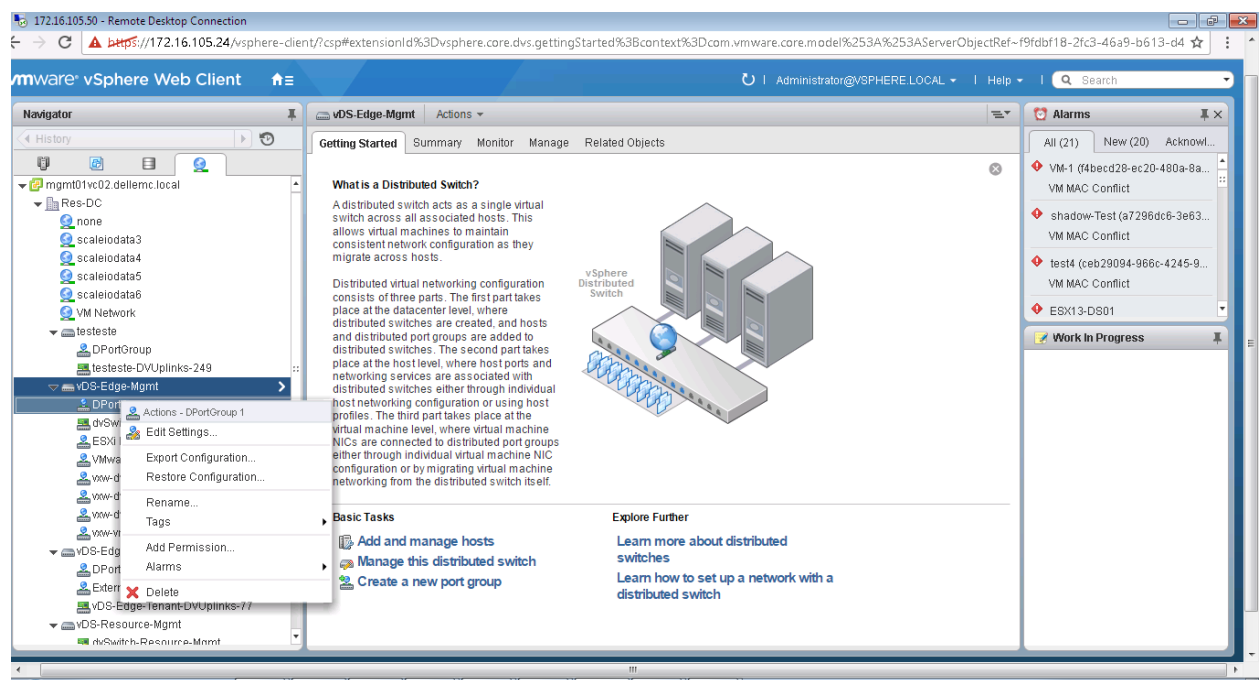 172.16.105.50 - Remote Desktop Connection
https://172.16.105.24/vsphere-client/?csp#extensionId%3Dvsphere.core.dvs.gettingStarted%3Bcontext%3Dcom.vmware.core.model%253A%253AServerObjectRef~f9fdbf18-2fc3-46a9-b613-d4
vmware® vSphere Web Client
Administrator@VSPHERE.LOCAL
Help
Search
Navigator
History
mgmt01vc02.dellemc.local
Res-DC
none
scaleiodata3
scaleiodata4
scaleiodata5
scaleiodata6
VM Network
testeste
DPortGroup
testeste-DVUplinks-249
vDS-Edge-Mgmt
DPort
dvSwi
ESXi
VMwa
vxw-d
vxw-d
vxw-d
vxw-vr
vDS-Edg
DPort
Extern
vDS-Edge-Tenant-DVUplinks-77
vDS-Resource-Mgmt
dvSwitch-Resource-Mgmt
Actions - DPortGroup 1
Edit Settings...
Export Configuration...
Restore Configuration...
Rename...
Tags
Add Permission...
Alarms
Delete
vDS-Edge-Mgmt
Actions
Getting Started Summary Monitor Manage Related Objects
What is a Distributed Switch?
A distributed switch acts as a single virtual
switch across all associated hosts. This
allows virtual machines to maintain
consistent network configuration as they
migrate across hosts.
Distributed virtual networking configuration
consists of three parts. The first part takes
place at the datacenter level, where
distributed switches are created, and hosts
and distributed port groups are added to
distributed switches. The second part takes
place at the host level, where host ports and
networking services are associated with
distributed switches either through individual
host networking configuration or using host
profiles. The third part takes place at the
virtual machine level, where virtual machine
NICs are connected to distributed port groups
either through individual virtual machine NIC
configuration or by migrating virtual machine
networking from the distributed switch itself.
vSphere
Distributed
Switch
Basic Tasks
Add and manage hosts
Manage this distributed switch
Create a new port group
Explore Further
Learn more about distributed
switches
Learn how to set up a network with a
distributed switch
Alarms
All (21) New (20) Acknowl...
VM-1 (f4becd28-ec20-480a-8a...
VM MAC Conflict
shadow-Test (a7296dc6-3e63...
VM MAC Conflict
test4 (ceb29094-966c-4245-9...
VM MAC Conflict
ESX13-DS01
Work In Progress